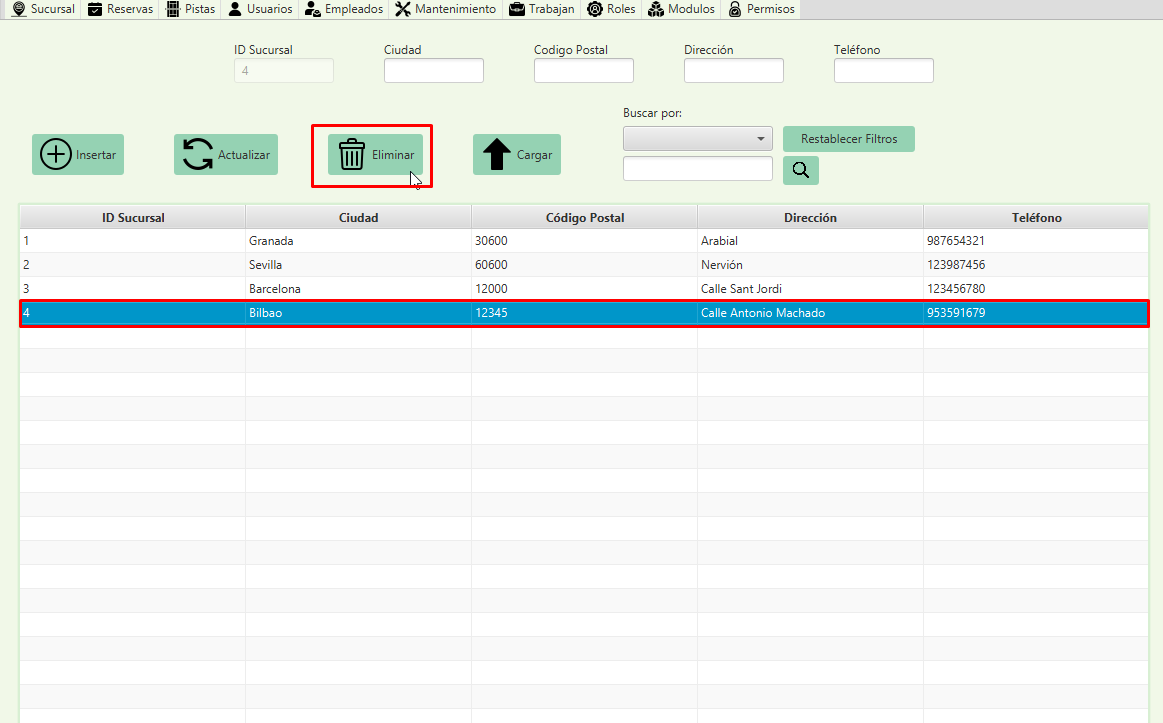 Sucursal Reservas Pistas Usuarios Empleados Mantenimiento Trabajan Roles Modulos Permisos
ID Sucursal Ciudad Codigo Postal Dirección Teléfono
4
Buscar por:
Insertar Actualizar Eliminar Cargar Restablecer Filtros
ID Sucursal Ciudad Código Postal Dirección Teléfono
1 Granada 30600 Arabial 987654321
2 Sevilla 60600 Nervión 123987456
3 Barcelona 12000 Calle Sant Jordi 123456780
4 Bilbao 12345 Calle Antonio Machado 953591679